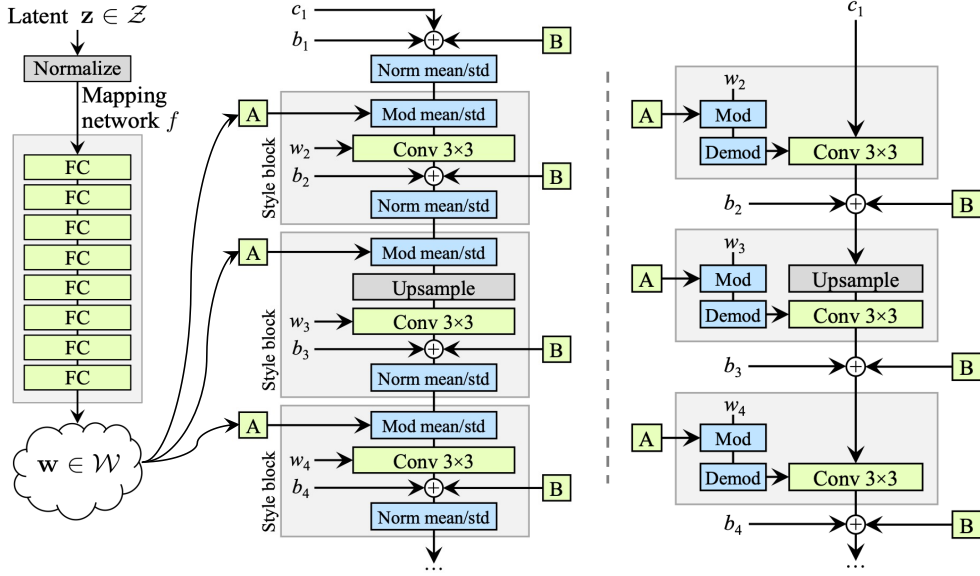 Latent z ∈ Z
Normalize
Mapping
network f
FC
FC
FC
FC
FC
FC
FC
FC
w ∈ W
c1
b1
+
B
Norm mean/std
A
Mod mean/std
w2
Conv 3×3
b2
+
B
Norm mean/std
Style block
A
Mod mean/std
Upsample
w3
Conv 3×3
b3
+
B
Norm mean/std
Style block
A
Mod mean/std
w4
Conv 3×3
b4
+
B
Norm mean/std
Style block
...
c1
w2
A
Mod
Demod
Conv 3×3
b2
+
B
w3
A
Mod
Upsample
Demod
Conv 3×3
b3
+
B
w4
A
Mod
Demod
Conv 3×3
b4
+
B
...